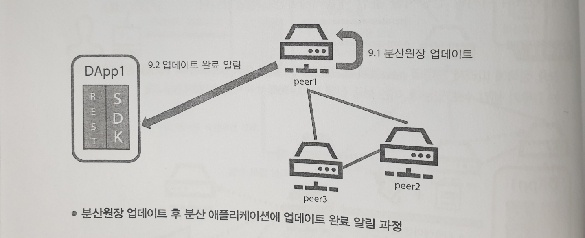 9.1 분산원장 업데이트
9.2 업데이트 완료 알림
DApp1
REST
SDK
peer1
peer2
peer3
• 분산원장 업데이트 후 분산 애플리케이션에 업데이트 완료 알림 과정